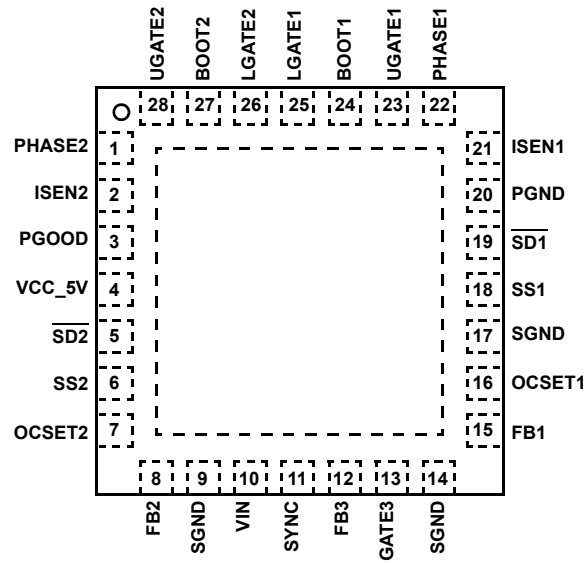 UGATE2
BOOT2
LGATE2
LGATE1
BOOT1
UGATE1
PHASE1
28 27 26 25 24 23 22
PHASE2 1
21 ISEN1
ISEN2 2
20 PGND
PGOOD 3
19 SD1
VCC_5V 4
18 SS1
SD2 5
17 SGND
SS2 6
16 OCSET1
OCSET2 7
15 FB1
8 9 10 11 12 13 14
FB2
SGND
VIN
SYNC
FB3
GATE3
SGND